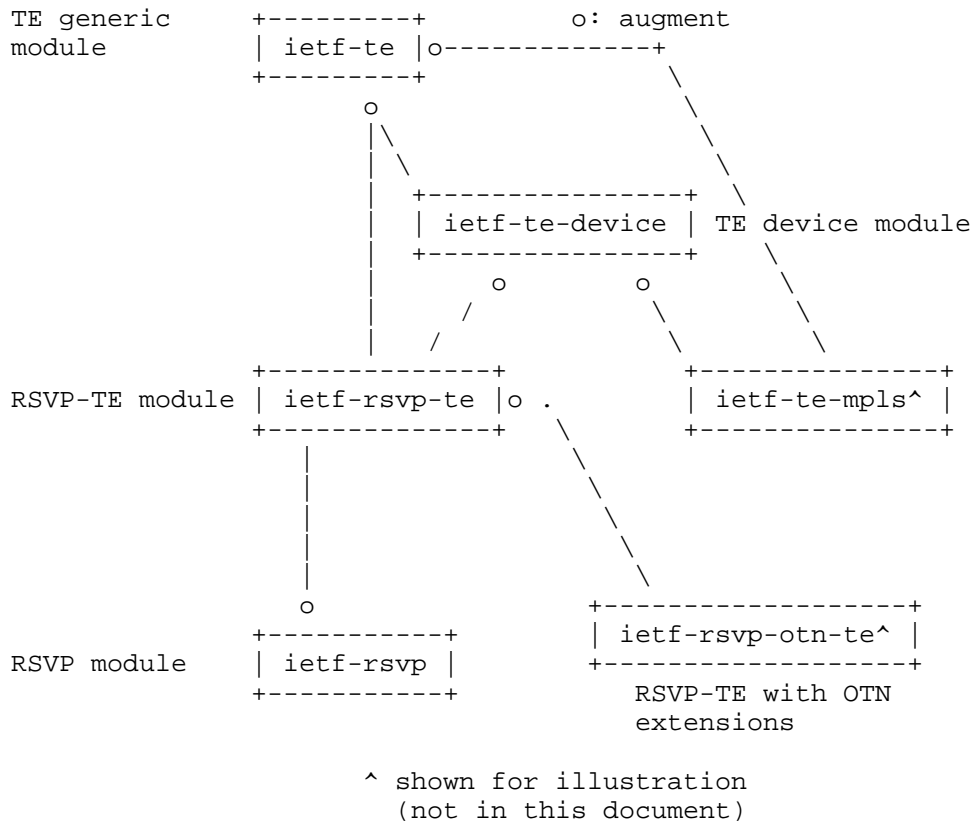 TE generic +---------+ o: augment
module | ietf-te |o-------------+
+---------+ \
o \
|\ \
| \ \
| +----------------+ \
| | ietf-te-device | TE device module
| +----------------+ \
| o o \
| / \ \
| / \ \
+--------------+ +---------------+
RSVP-TE module | ietf-rsvp-te |o . | ietf-te-mpls^ |
+--------------+ +---------------+
| \
| \
| \
| \
| \
o +-------------------+
+-----------+ | ietf-rsvp-otn-te^ |
RSVP module | ietf-rsvp | +-------------------+
+-----------+ RSVP-TE with OTN
extensions
^ shown for illustration
(not in this document)